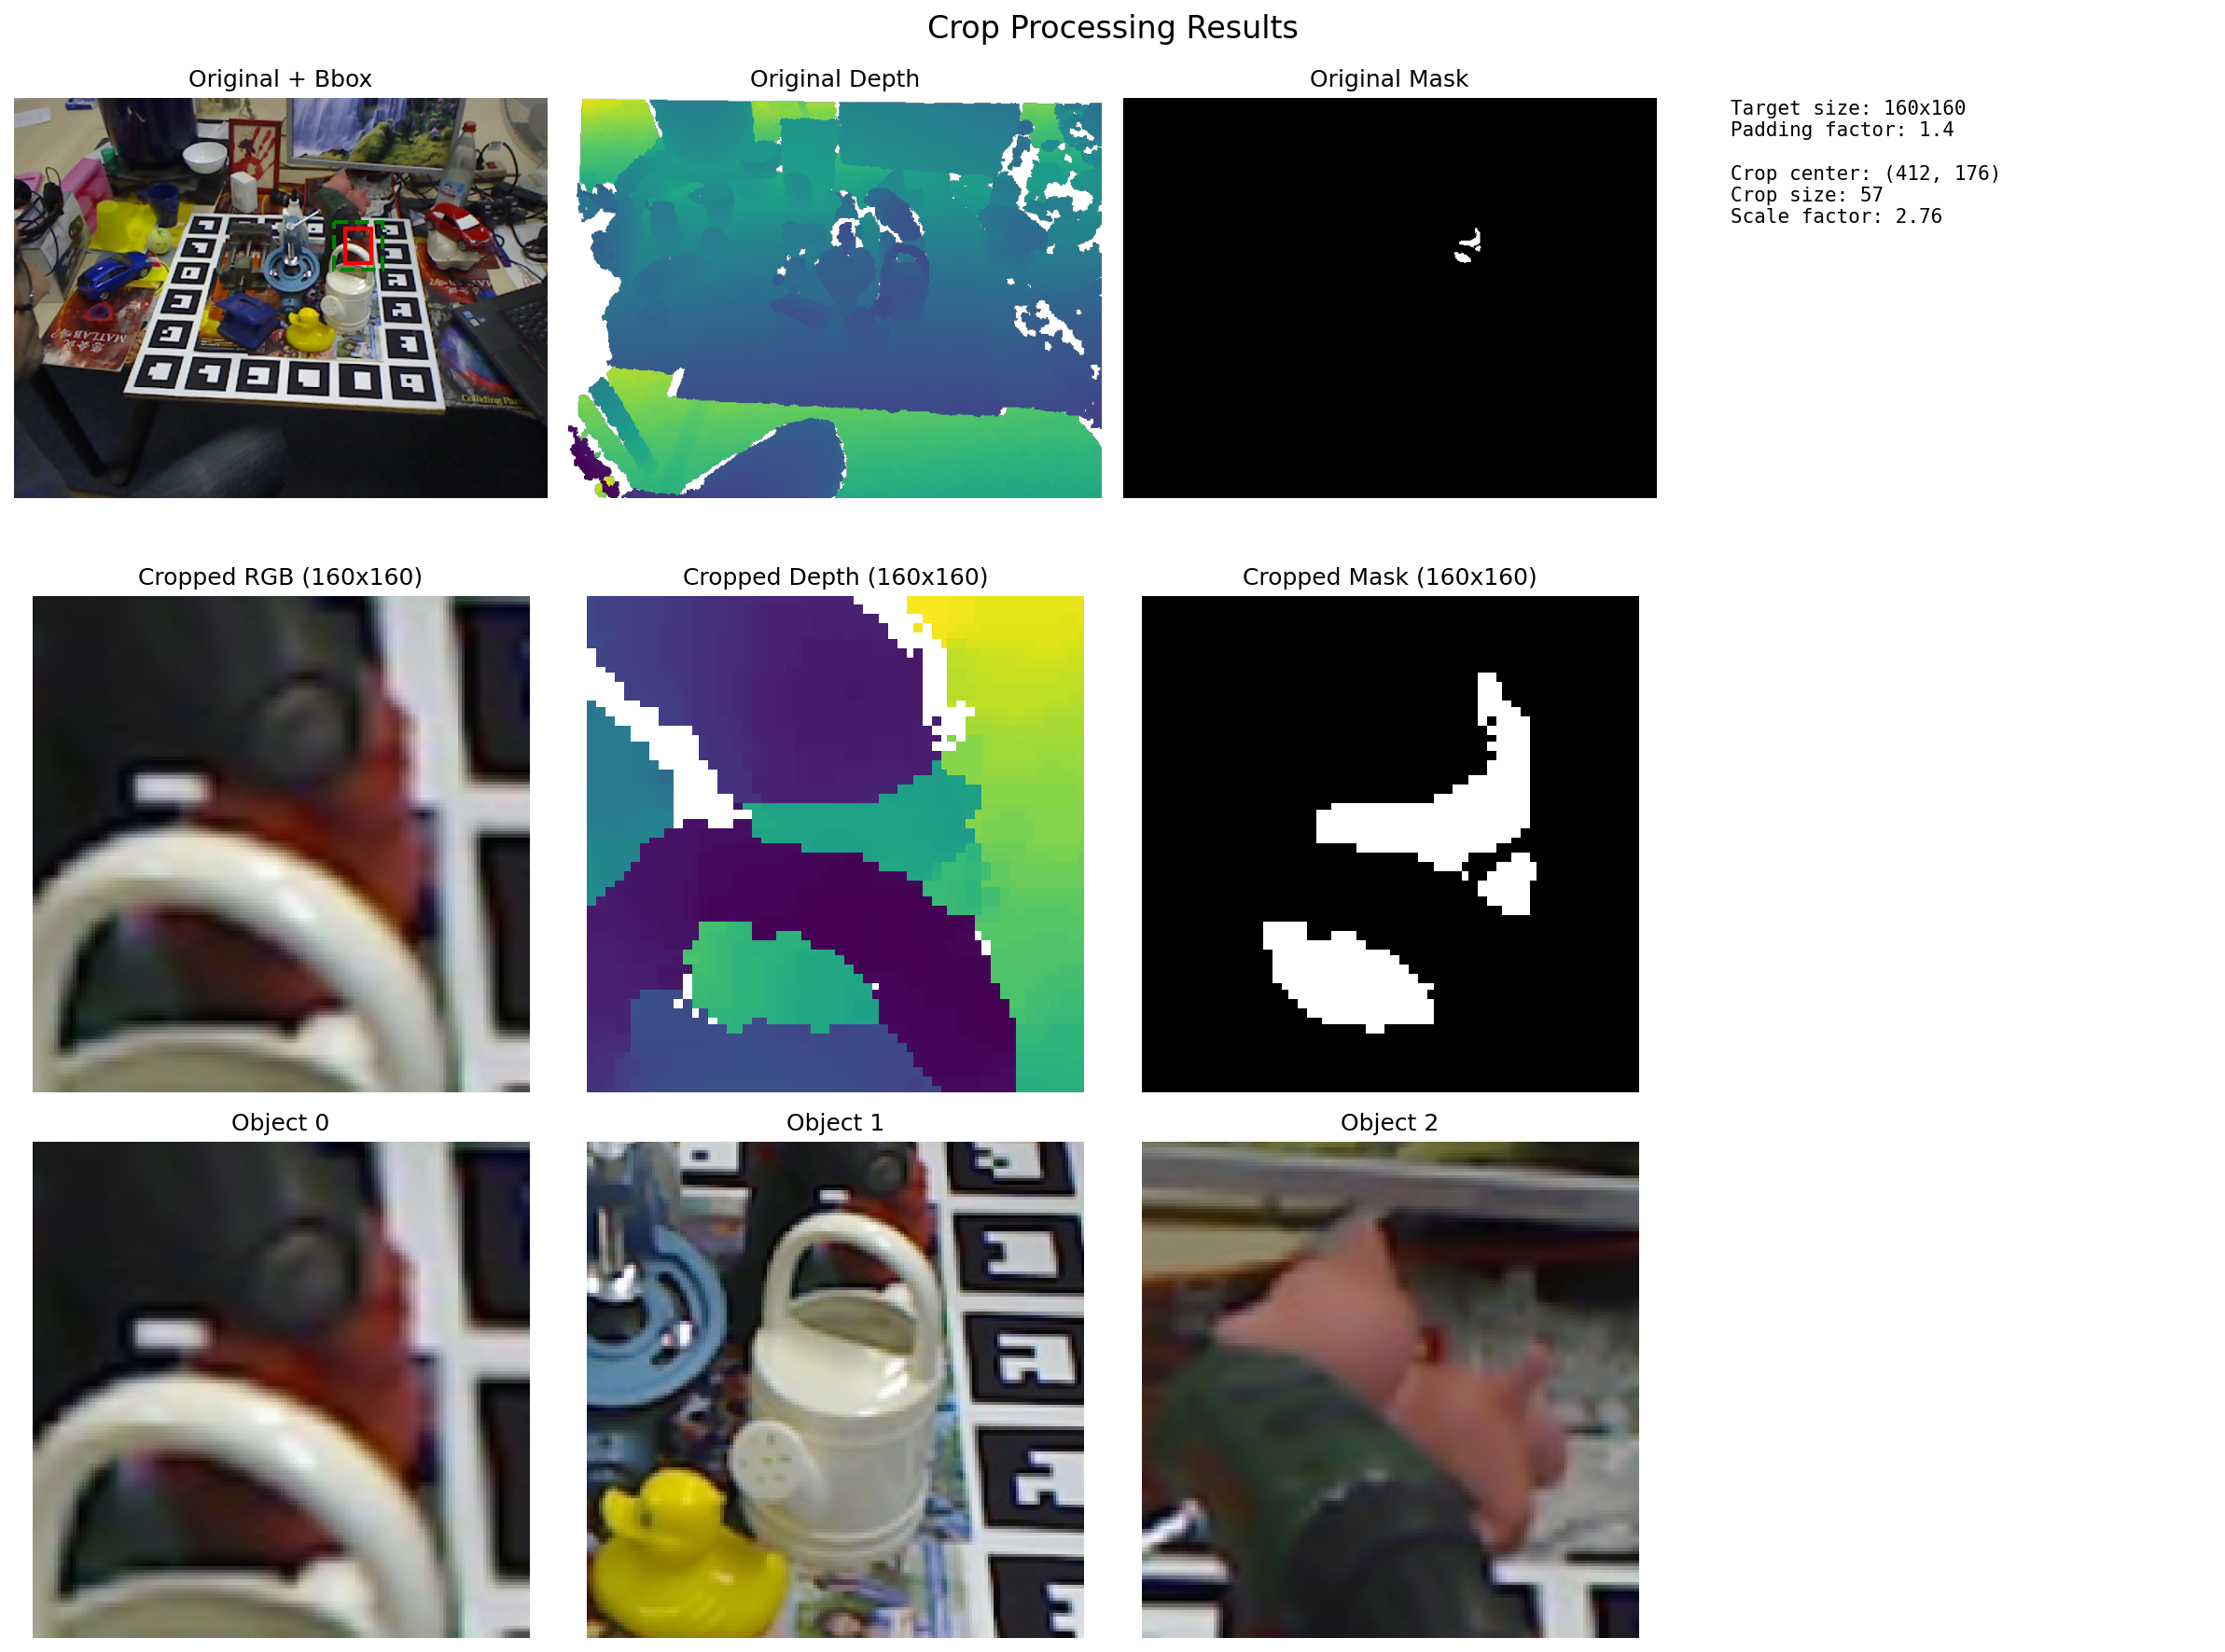 Crop Processing Results
Original + Bbox
Original Depth
Original Mask
Target size: 160x160
Padding factor: 1.4
Crop center: (412, 176)
Crop size: 57
Scale factor: 2.76
MATLAB
Colliding Pa
Cropped RGB (160x160)
Cropped Depth (160x160)
Cropped Mask (160x160)
Object 0
Object 1
Object 2